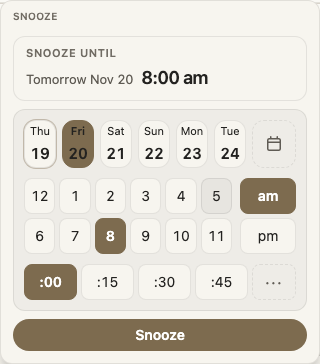 SNOOZE
SNOOZE UNTIL
Tomorrow Nov 20 8:00 am
Thu Fri Sat Sun Mon Tue
19 20 21 22 23 24
12 1 2 3 4 5 am
6 7 8 9 10 11 pm
:00 :15 :30 :45 ...
Snooze